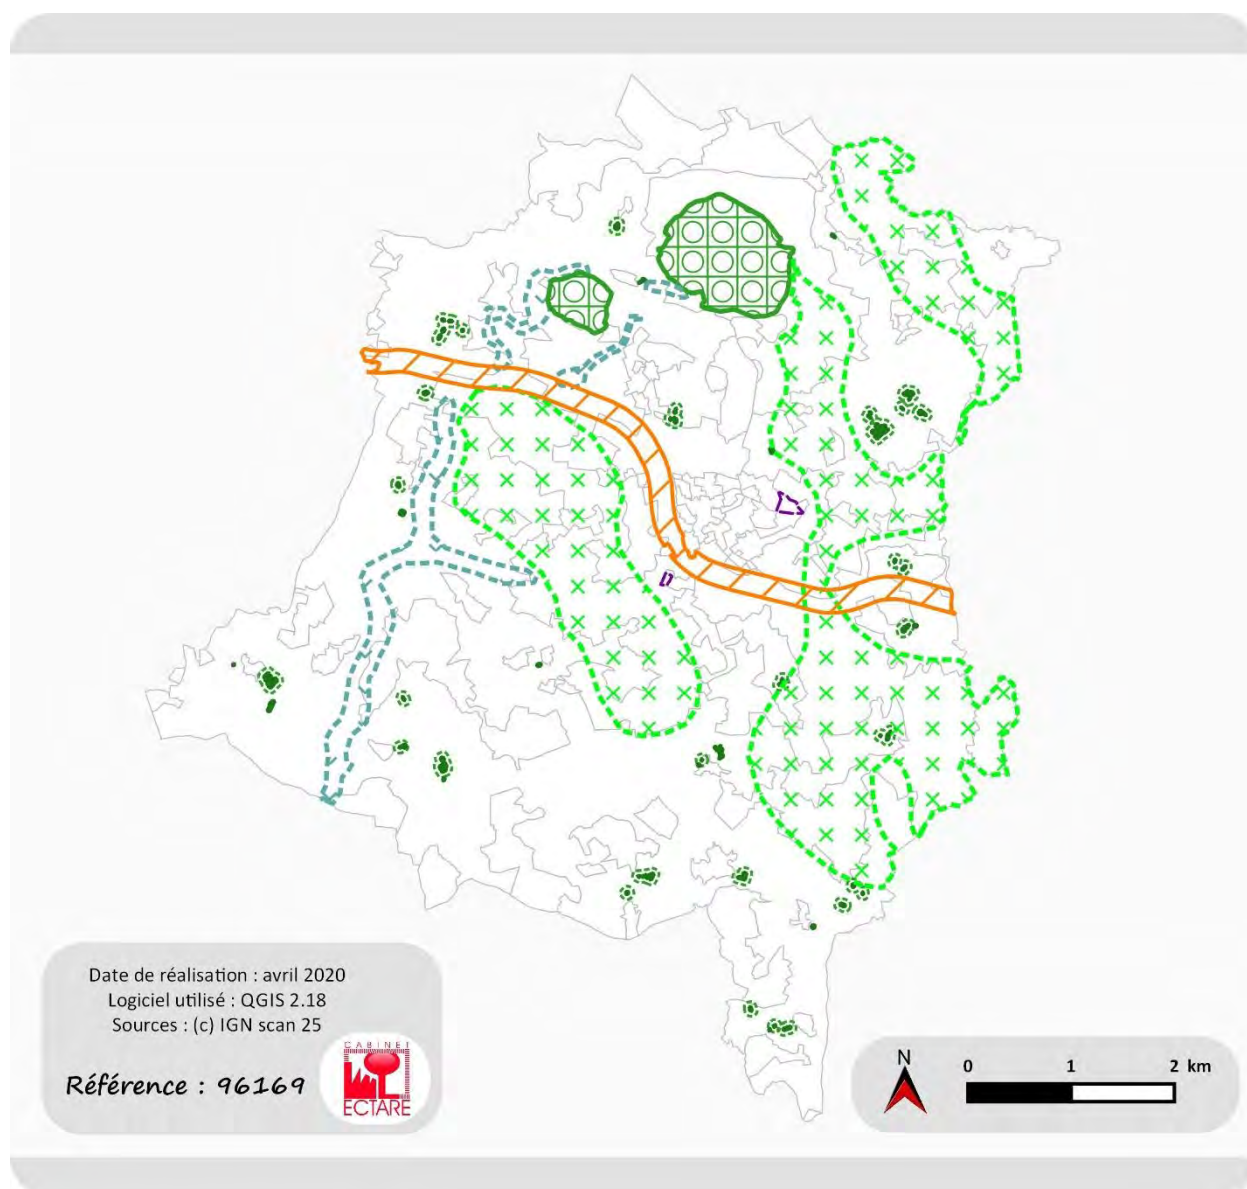 Date de réalisation : avril 2020
Logiciel utilisé : QGIS 2.18
Sources : (c) IGN scan 25
Référence : 96169
CABINET
ECTARE
N
0 1 2 km